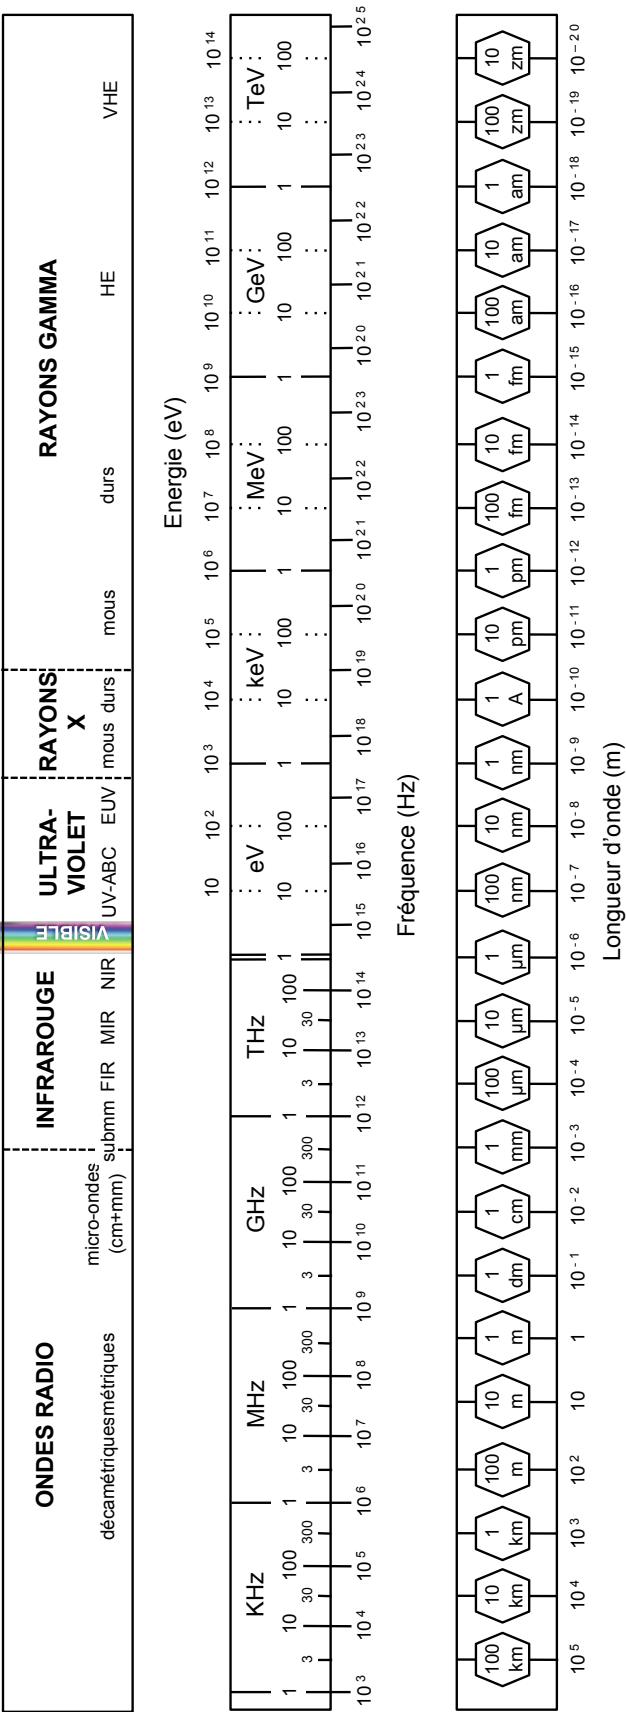 ONDES RADIO INFRAROUGE VISIBLE ULTRA-
VIOLET RAYONS
X RAYONS GAMMA
décamétriques métriques micro-ondes
(cm+mm) submm FIR MIR NIR UV-ABC EUV mous durs mous durs HE VHE
Energie (eV)
10 10² 10³ 10⁴ 10⁵ 10⁶ 10⁷ 10⁸ 10⁹ 10¹⁰ 10¹¹ 10¹² 10¹³ 10¹⁴
KHz MHz GHz THz eV keV MeV GeV TeV
1 3 10 30 100 300 1 3 10 30 100 300 1 3 10 30 100 300 1 3 10 30 100 1 10 100 1 10 100 1 10 100 1 10 100 1 10 100
10³ 10⁴ 10⁵ 10⁶ 10⁷ 10⁸ 10⁹ 10¹⁰ 10¹¹ 10¹² 10¹³ 10¹⁴ 10¹⁵ 10¹⁶ 10¹⁷ 10¹⁸ 10¹⁹ 10²⁰ 10²¹ 10²² 10²³ 10²⁰ 10²¹ 10²² 10²³ 10²⁴ 10²⁵
Fréquence (Hz)
100 10 1 100 10 1 1 1 1 100 10 1 100 10 1 1 10 1 100 10 1 100 10 1 100 10
km km km m m m dm cm mm µm µm µm nm nm nm A pm pm fm fm fm am am am zm zm
10⁵ 10⁴ 10³ 10² 10 1 10⁻¹ 10⁻² 10⁻³ 10⁻⁴ 10⁻⁵ 10⁻⁶ 10⁻⁷ 10⁻⁸ 10⁻⁹ 10⁻¹⁰ 10⁻¹¹ 10⁻¹² 10⁻¹³ 10⁻¹⁴ 10⁻¹⁵ 10⁻¹⁶ 10⁻¹⁷ 10⁻¹⁸ 10⁻¹⁹ 10⁻²⁰
Longueur d'onde (m)